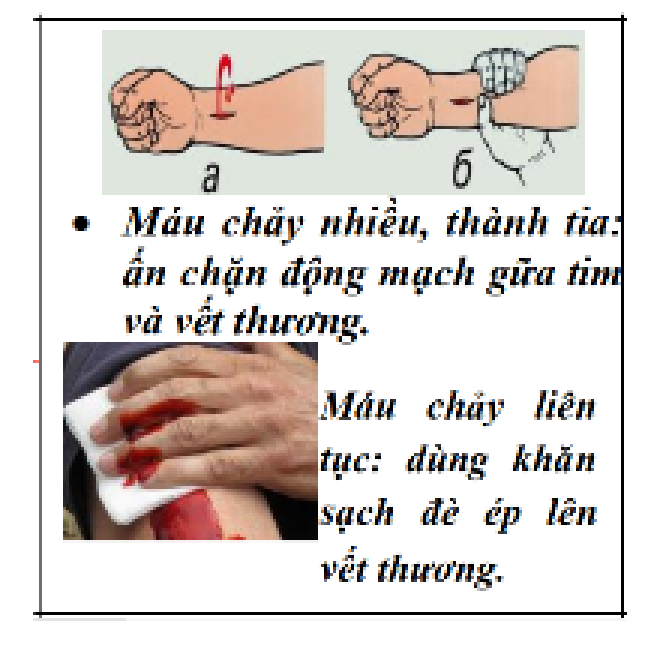 а
б
• Máu chảy nhiều, thành tia:
ấn chặn động mạch gữa tim
và vết thương.
Máu chảy liên
tục: dùng khăn
sạch đè ép lên
vết thương.